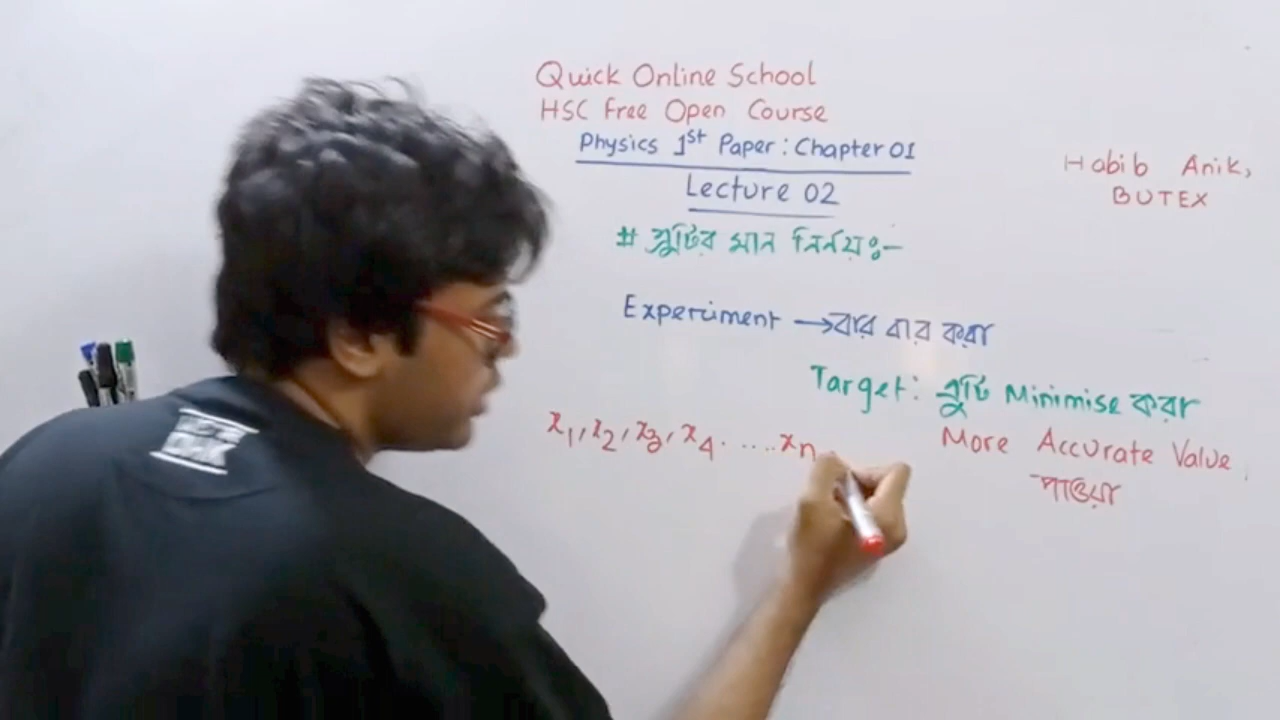 Quick Online School
HSC Free Open Course
Physics 1st Paper : Chapter 01
Lecture 02
Habib Anik,
BUTEX
# ত্রুটির মান নির্নয়ঃ-
Experiment → বার বার করা
Target: ত্রুটি Minimise করা
More Accurate Value
পাওয়া
x₁, x₂, x₃, x₄ . .... xₙ